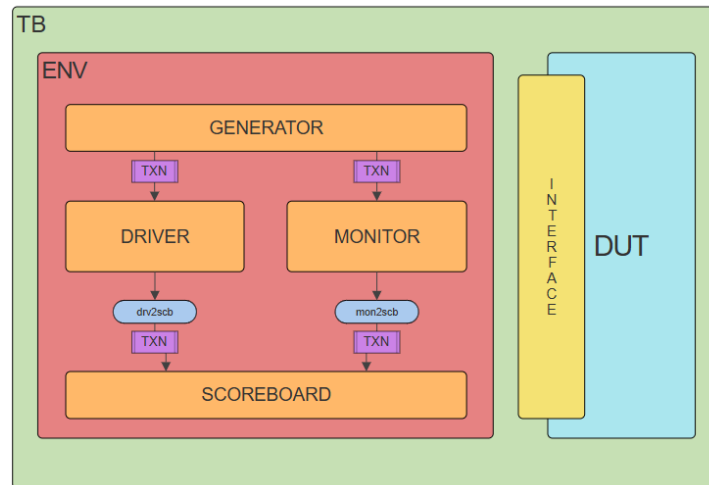 TB
ENV
GENERATOR
TXN
TXN
DRIVER
MONITOR
drv2scb
mon2scb
TXN
TXN
SCOREBOARD
INTERFACE
DUT